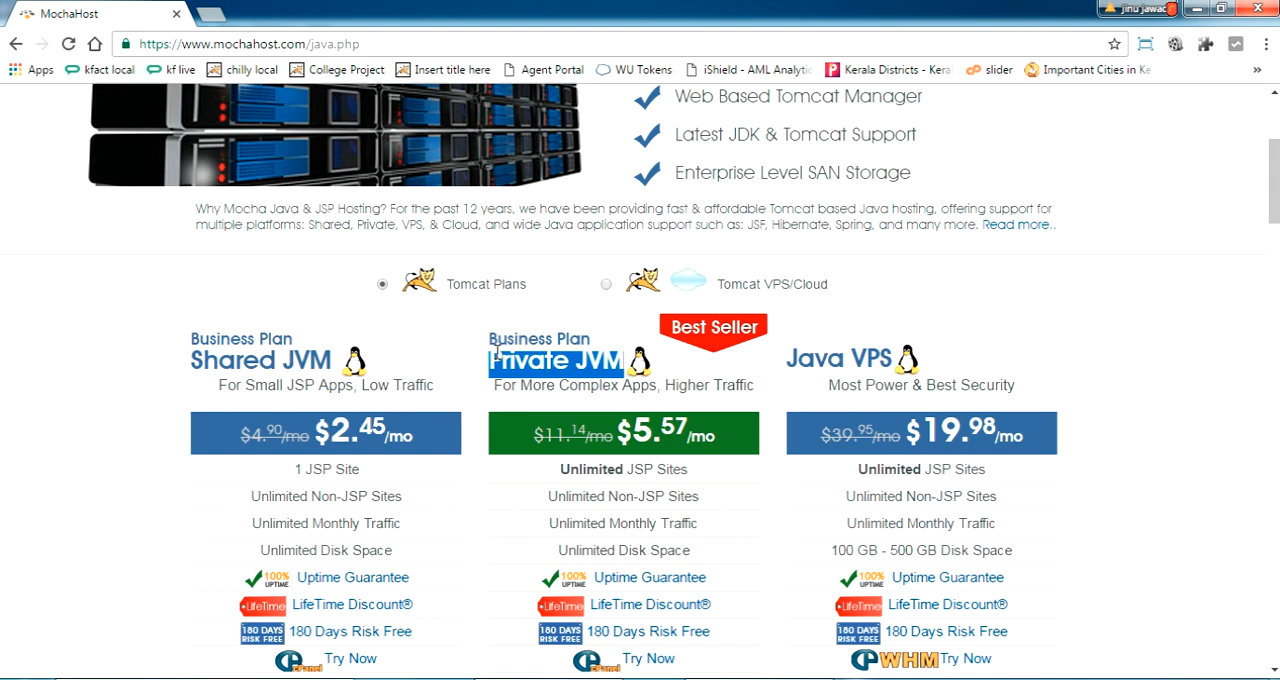 MochaHost
jinu jawac
https://www.mochahost.com/java.php
Apps
kfact local
kf live
chilly local
College Project
Insert title here
Agent Portal
WU Tokens
iShield - AML Analytic
Kerala Districts - Kera
slider
Important Cities in Ke
»
Web Based Tomcat Manager
Latest JDK & Tomcat Support
Enterprise Level SAN Storage
Why Mocha Java & JSP Hosting? For the past 12 years, we have been providing fast & affordable Tomcat based Java hosting, offering support for
multiple platforms: Shared, Private, VPS, & Cloud, and wide Java application support such as: JSF, Hibernate, Spring, and many more. Read more..
Tomcat Plans
Tomcat VPS/Cloud
Business Plan
Shared JVM
For Small JSP Apps, Low Traffic
$4.90/mo $2.45/mo
1 JSP Site
Unlimited Non-JSP Sites
Unlimited Monthly Traffic
Unlimited Disk Space
100% UPTIME Uptime Guarantee
LifeTime LifeTime Discount®
180 DAYS RISK FREE 180 Days Risk Free
cPanel Try Now
Best Seller
Business Plan
Private JVM
For More Complex Apps, Higher Traffic
$11.14/mo $5.57/mo
Unlimited JSP Sites
Unlimited Non-JSP Sites
Unlimited Monthly Traffic
Unlimited Disk Space
100% UPTIME Uptime Guarantee
LifeTime LifeTime Discount®
180 DAYS RISK FREE 180 Days Risk Free
cPanel Try Now
Java VPS
Most Power & Best Security
$39.95/mo $19.98/mo
Unlimited JSP Sites
Unlimited Non-JSP Sites
Unlimited Monthly Traffic
100 GB - 500 GB Disk Space
100% UPTIME Uptime Guarantee
LifeTime LifeTime Discount®
180 DAYS RISK FREE 180 Days Risk Free
CP WHM Try Now